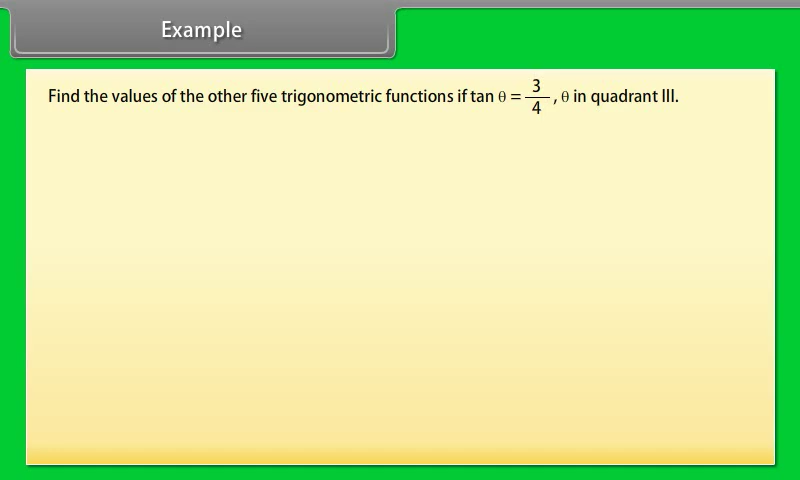 Example
Find the values of the other five trigonometric functions if tan θ = 3/4 , θ in quadrant III.